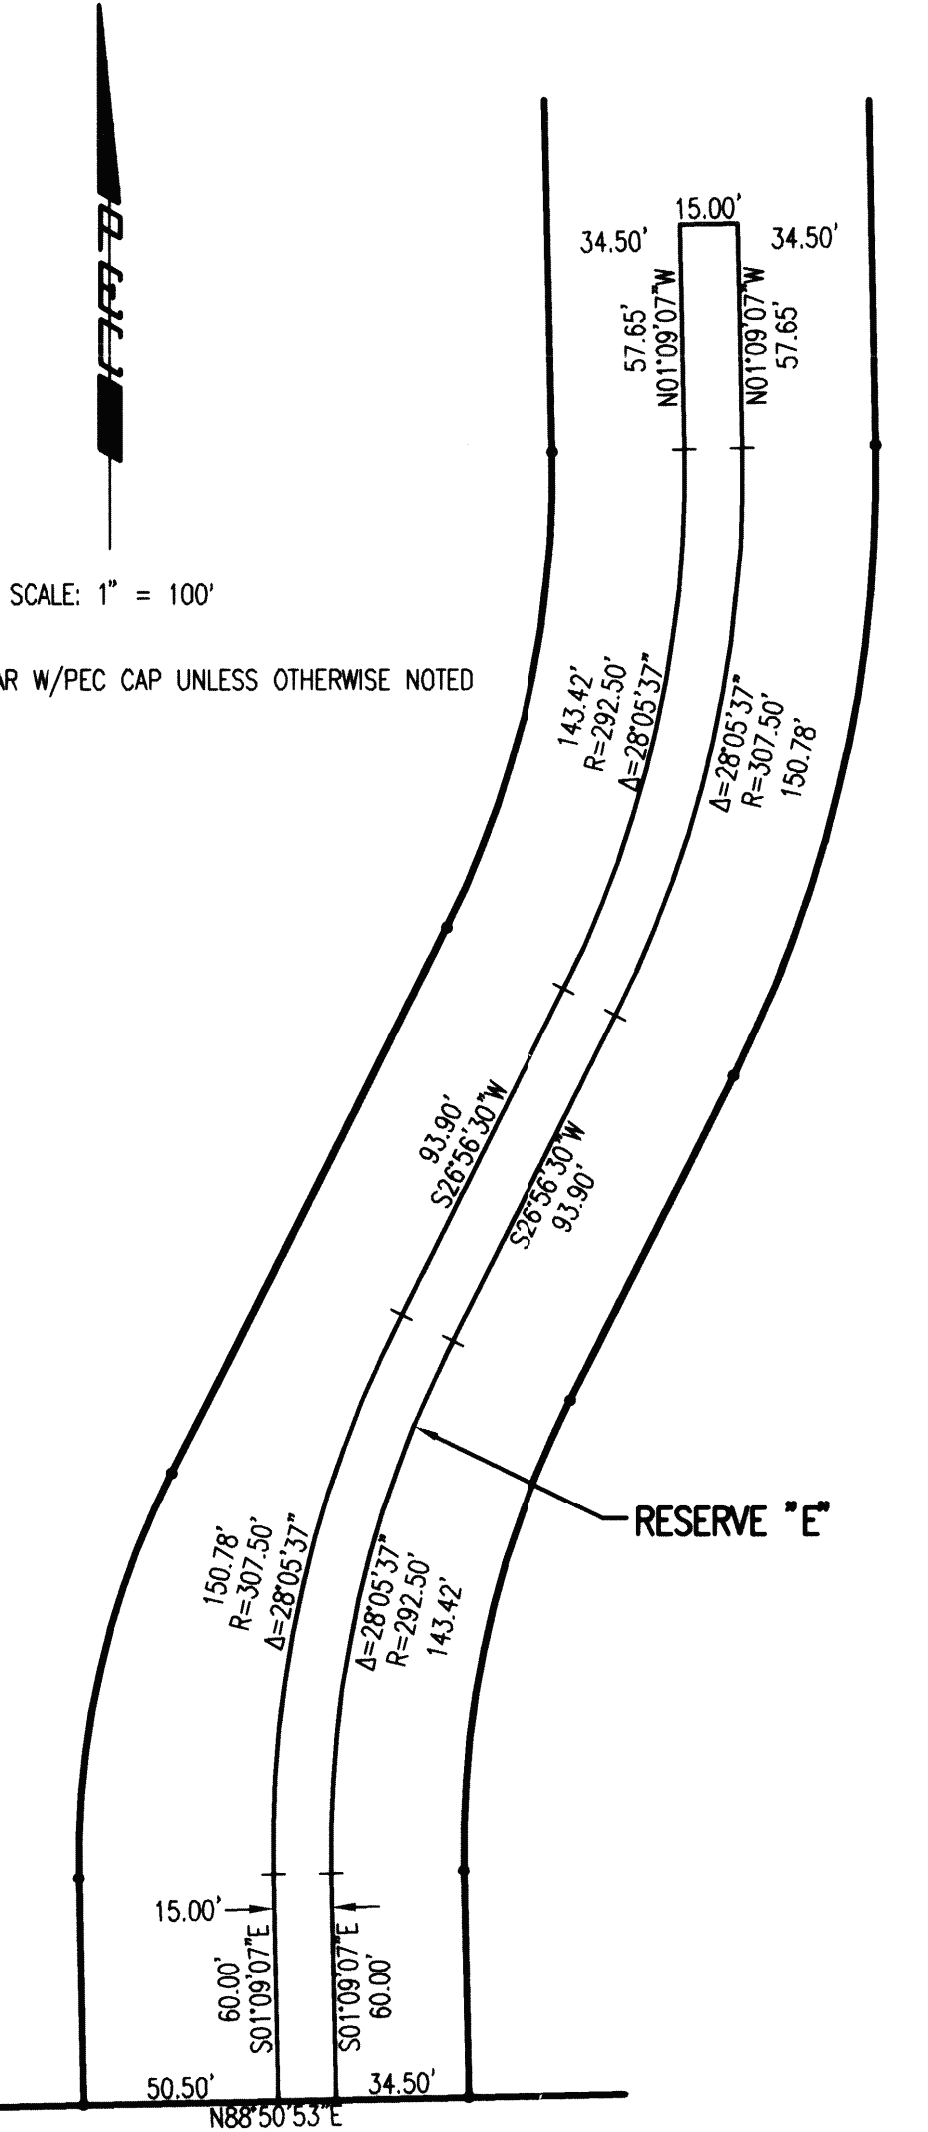 15.00'
34.50'
34.50'
57.65'
N01°09'07"W
N01°09'07"W
57.65'
SCALE: 1" = 100'
AR W/PEC CAP UNLESS OTHERWISE NOTED
143.42'
R=292.50'
Δ=28°05'37"
Δ=28°05'37"
R=307.50'
150.78'
93.90'
S26°56'30"W
S26°56'30"W
93.90'
RESERVE "E"
150.78'
R=307.50'
Δ=28°05'37"
Δ=28°05'37"
R=292.50'
143.42'
15.00'
60.00'
S01°09'07"E
S01°09'07"E
60.00'
50.50'
34.50'
N88°50'53"E